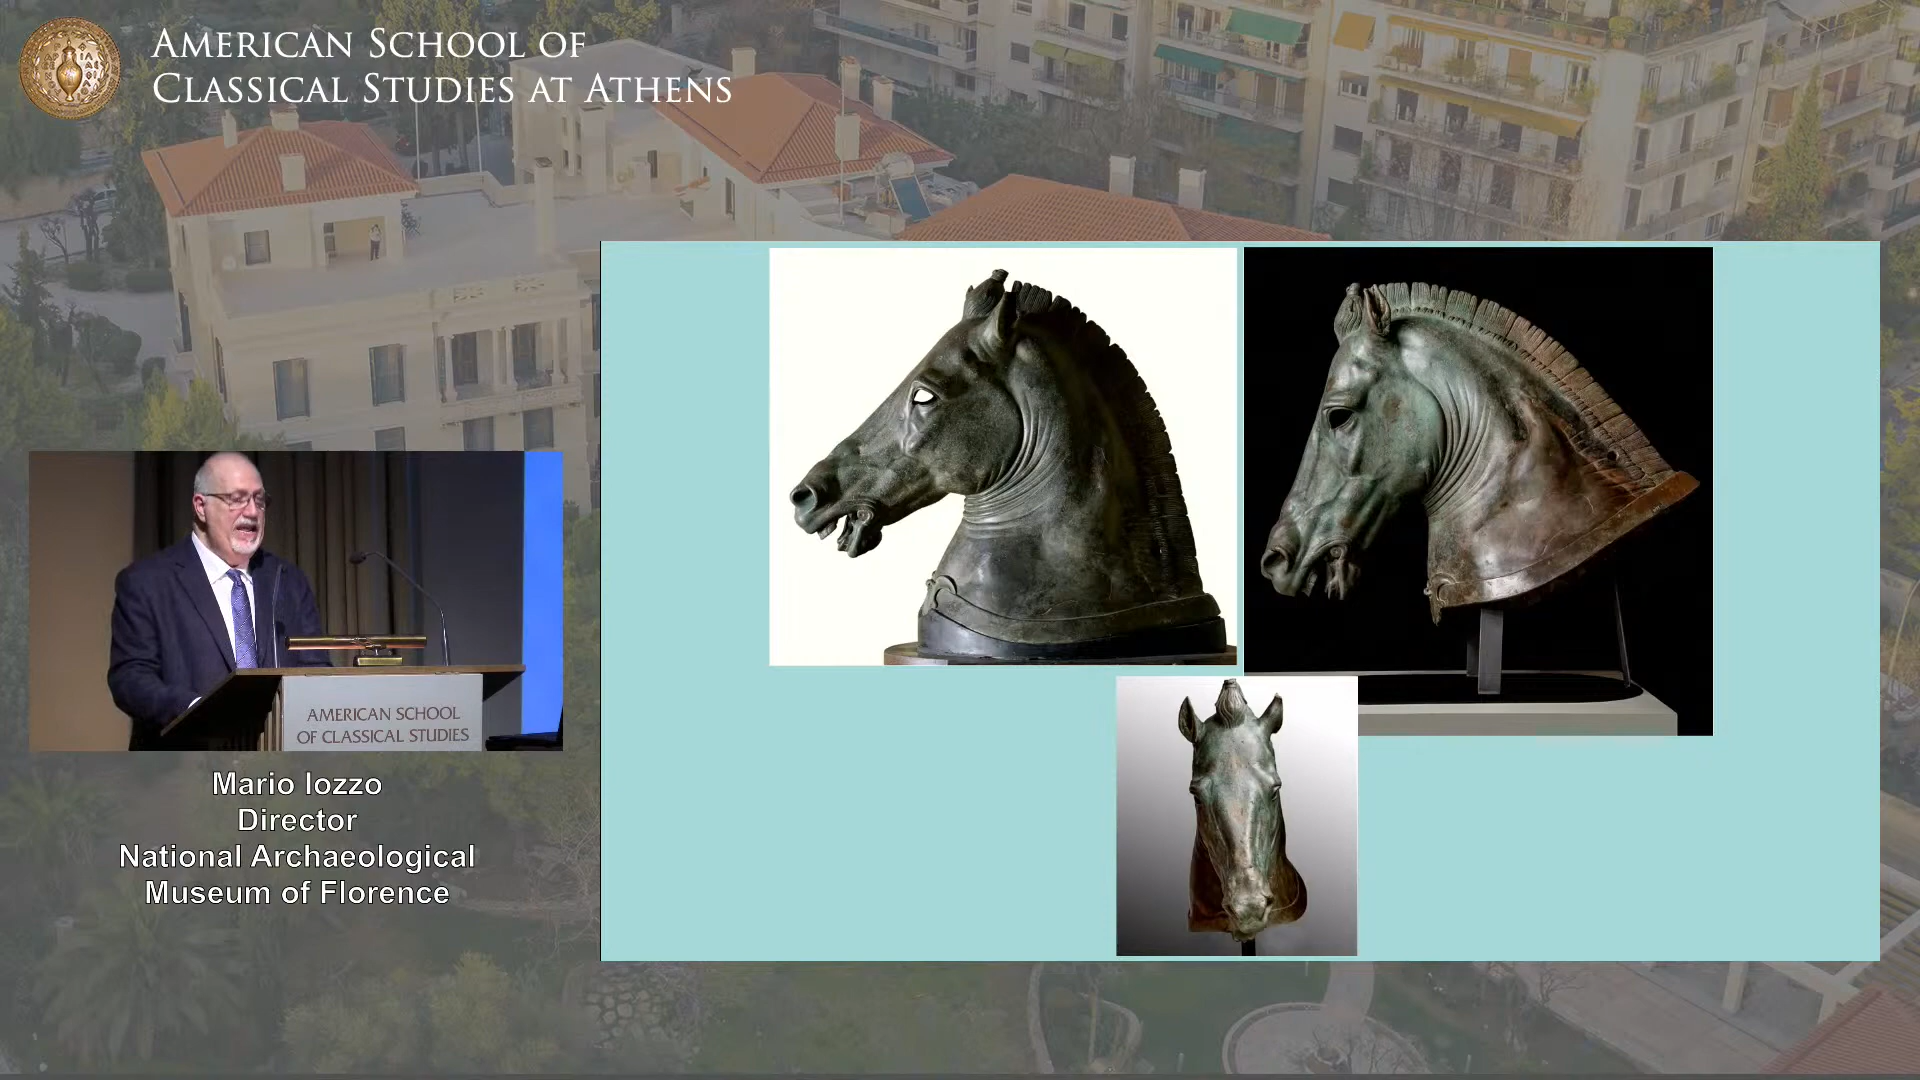 AMERICAN SCHOOL OF
CLASSICAL STUDIES AT ATHENS
AMERICAN SCHOOL
OF CLASSICAL STUDIES
Mario Iozzo
Director
National Archaeological
Museum of Florence